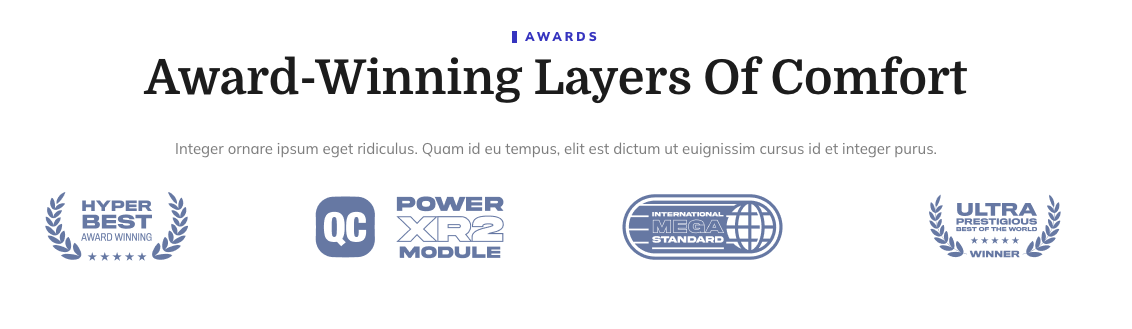 AWARDS
Award-Winning Layers Of Comfort
Integer ornare ipsum eget ridiculus. Quam id eu tempus, elit est dictum ut euignissim cursus id et integer purus.
HYPER
BEST
AWARD WINNING
QC
POWER
XR2
MODULE
INTERNATIONAL
MEGA
STANDARD
ULTRA
PRESTIGIOUS
BEST OF THE WORLD
WINNER